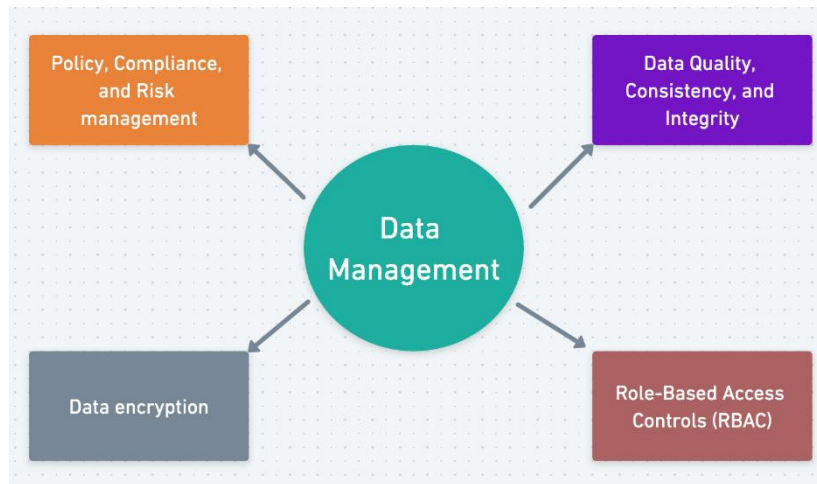 Policy, Compliance,
and Risk
management
Data Quality,
Consistency, and
Integrity
Data
Management
Data encryption
Role-Based Access
Controls (RBAC)